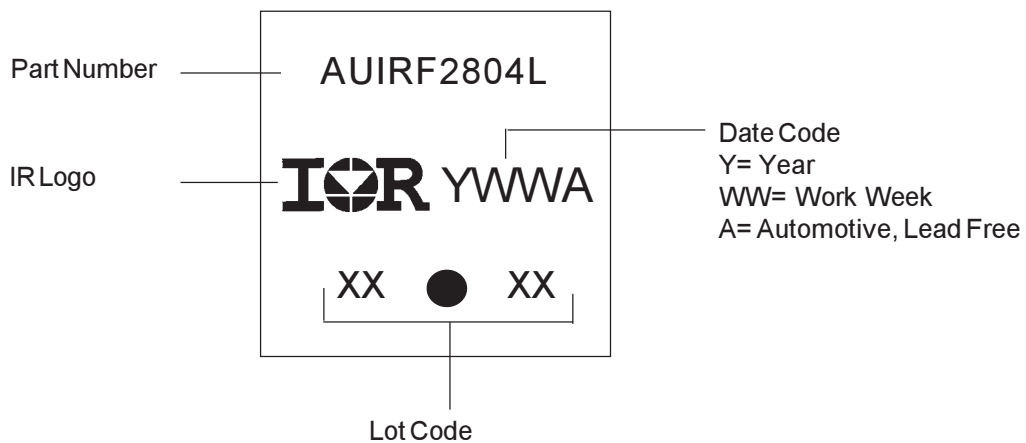 Part Number
AUIRF2804L
Date Code
Y= Year
WW= Work Week
A= Automotive, Lead Free
IR Logo
IOR YWWA
XX XX
Lot Code